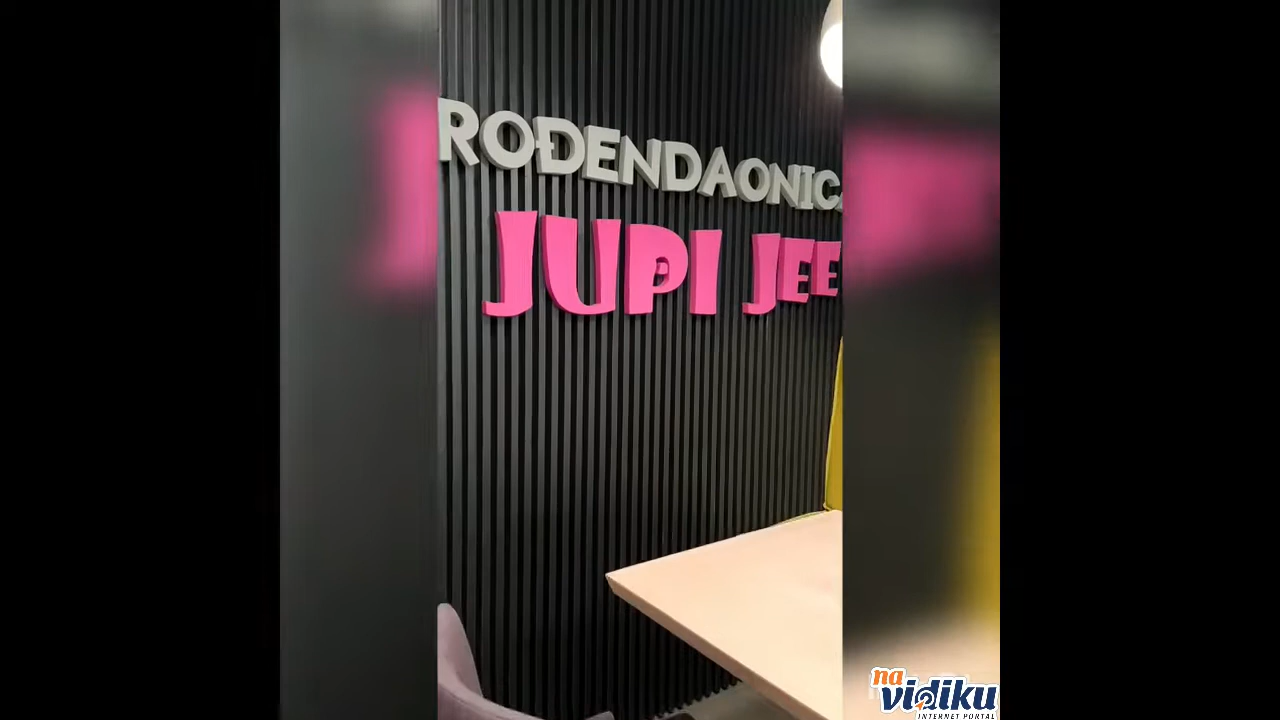 ROĐENDAONICA
JUPI JEE
na
vidiku
INTERNET PORTAL